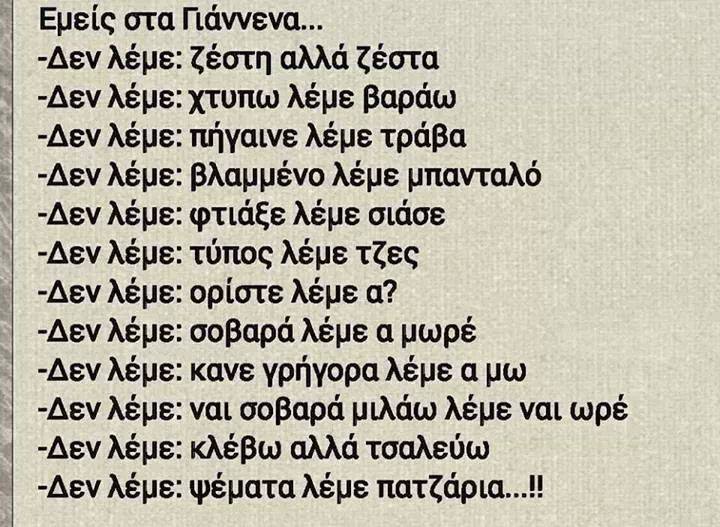 Εμείς στα Γιάννενα...
-Δεν λέμε: ζέστη αλλά ζέστα
-Δεν λέμε: χτυπω λέμε βαράω
-Δεν λέμε: πήγαινε λέμε τράβα
-Δεν λέμε: βλαμμένο λέμε μπανταλό
-Δεν λέμε: φτιάξε λέμε σιάσε
-Δεν λέμε: τύπος λέμε τζες
-Δεν λέμε: ορίστε λέμε α?
-Δεν λέμε: σοβαρά λέμε α μωρέ
-Δεν λέμε: κανε γρήγορα λέμε α μω
-Δεν λέμε: ναι σοβαρά μιλάω λέμε ναι ωρέ
-Δεν λέμε: κλέβω αλλά τσαλεύω
-Δεν λέμε: ψέματα λέμε πατζάρια...!!